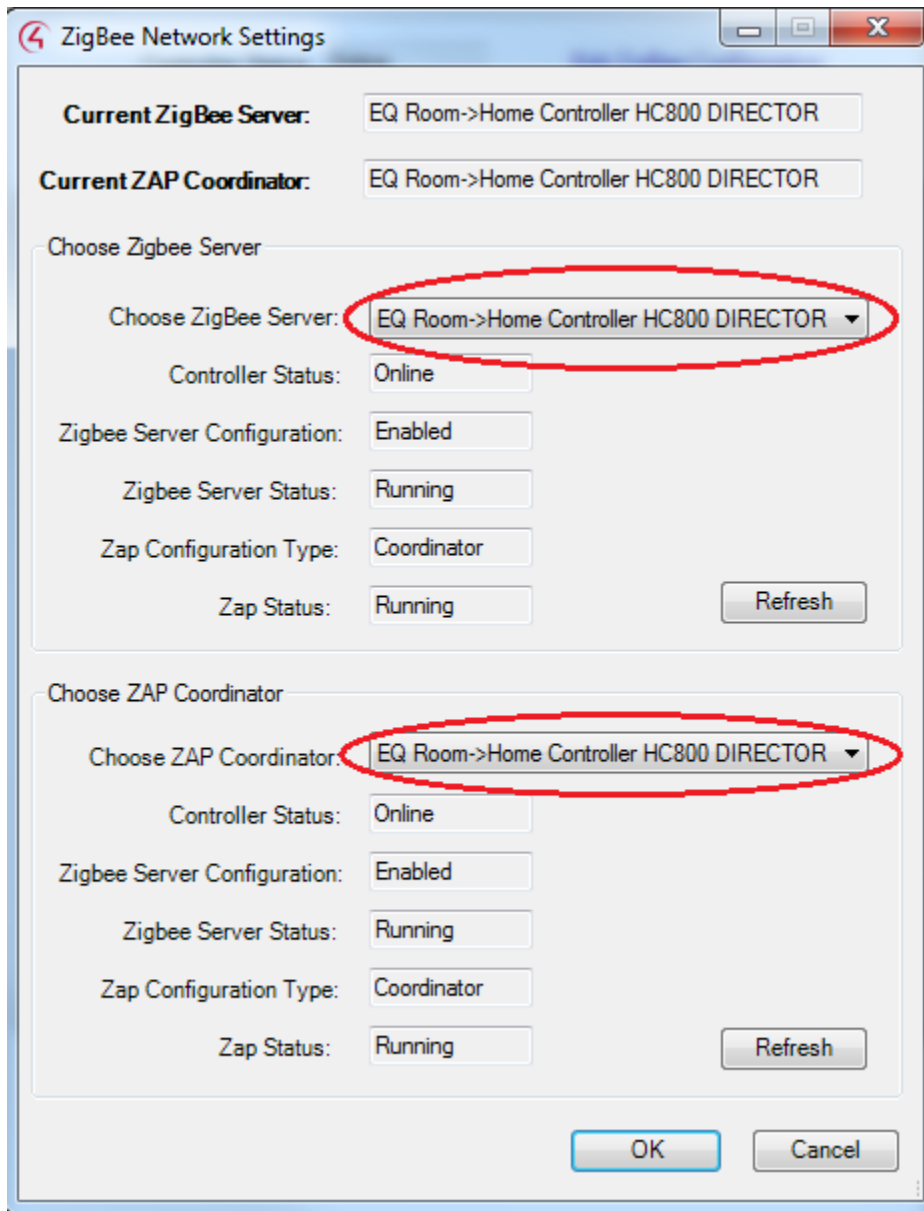 ZigBee Network Settings
Current ZigBee Server: EQ Room->Home Controller HC800 DIRECTOR
Current ZAP Coordinator: EQ Room->Home Controller HC800 DIRECTOR
Choose Zigbee Server
Choose ZigBee Server: EQ Room->Home Controller HC800 DIRECTOR
Controller Status: Online
Zigbee Server Configuration: Enabled
Zigbee Server Status: Running
Zap Configuration Type: Coordinator
Zap Status: Running Refresh
Choose ZAP Coordinator
Choose ZAP Coordinator: EQ Room->Home Controller HC800 DIRECTOR
Controller Status: Online
Zigbee Server Configuration: Enabled
Zigbee Server Status: Running
Zap Configuration Type: Coordinator
Zap Status: Running Refresh
OK Cancel